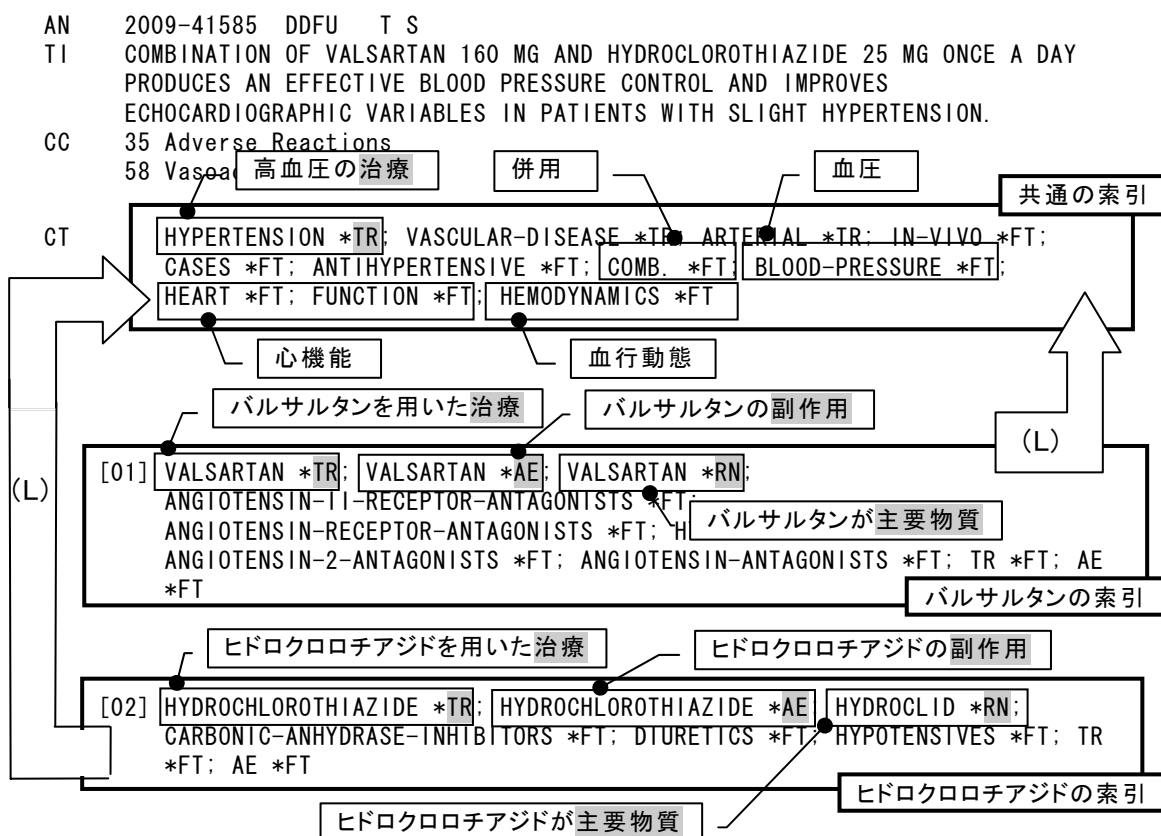 AN 2009-41585 DDFU T S
TI COMBINATION OF VALSARTAN 160 MG AND HYDROCLOROTHIAZIDE 25 MG ONCE A DAY
PRODUCES AN EFFECTIVE BLOOD PRESSURE CONTROL AND IMPROVES
ECHOCARDIOGRAPHIC VARIABLES IN PATIENTS WITH SLIGHT HYPERTENSION.
CC 35 Adverse Reactions
58
高血圧の治療
併用
血圧
共通の索引
CT HYPERTENSION *TR; VASCULAR-DISEASE *TR; ARTERIAL *TR; IN-VIVO *FT;
CASES *FT; ANTIHYPERTENSIVE *FT; COMB. *FT; BLOOD-PRESSURE *FT;
HEART *FT; FUNCTION *FT; HEMODYNAMICS *FT
心機能
血行動態
バルサルタンを用いた治療
バルサルタンの副作用
(L)
(L)
[01] VALSARTAN *TR; VALSARTAN *AE; VALSARTAN *RN;
ANGIOTENSIN-II-RECEPTOR-ANTAGONISTS *FT;
ANGIOTENSIN-RECEPTOR-ANTAGONISTS *FT;
バルサルタンが主要物質
ANGIOTENSIN-2-ANTAGONISTS *FT; ANGIOTENSIN-ANTAGONISTS *FT; TR *FT; AE
*FT
バルサルタンの索引
ヒドロクロロチアジドを用いた治療
ヒドロクロロチアジドの副作用
[02] HYDROCHLOROTHIAZIDE *TR; HYDROCHLOROTHIAZIDE *AE; HYDROCLID *RN;
CARBONIC-ANHYDRASE-INHIBITORS *FT; DIURETICS *FT; HYPOTENSIVES *FT; TR
*FT; AE *FT
ヒドロクロロチアジドの索引
ヒドロクロロチアジドが主要物質